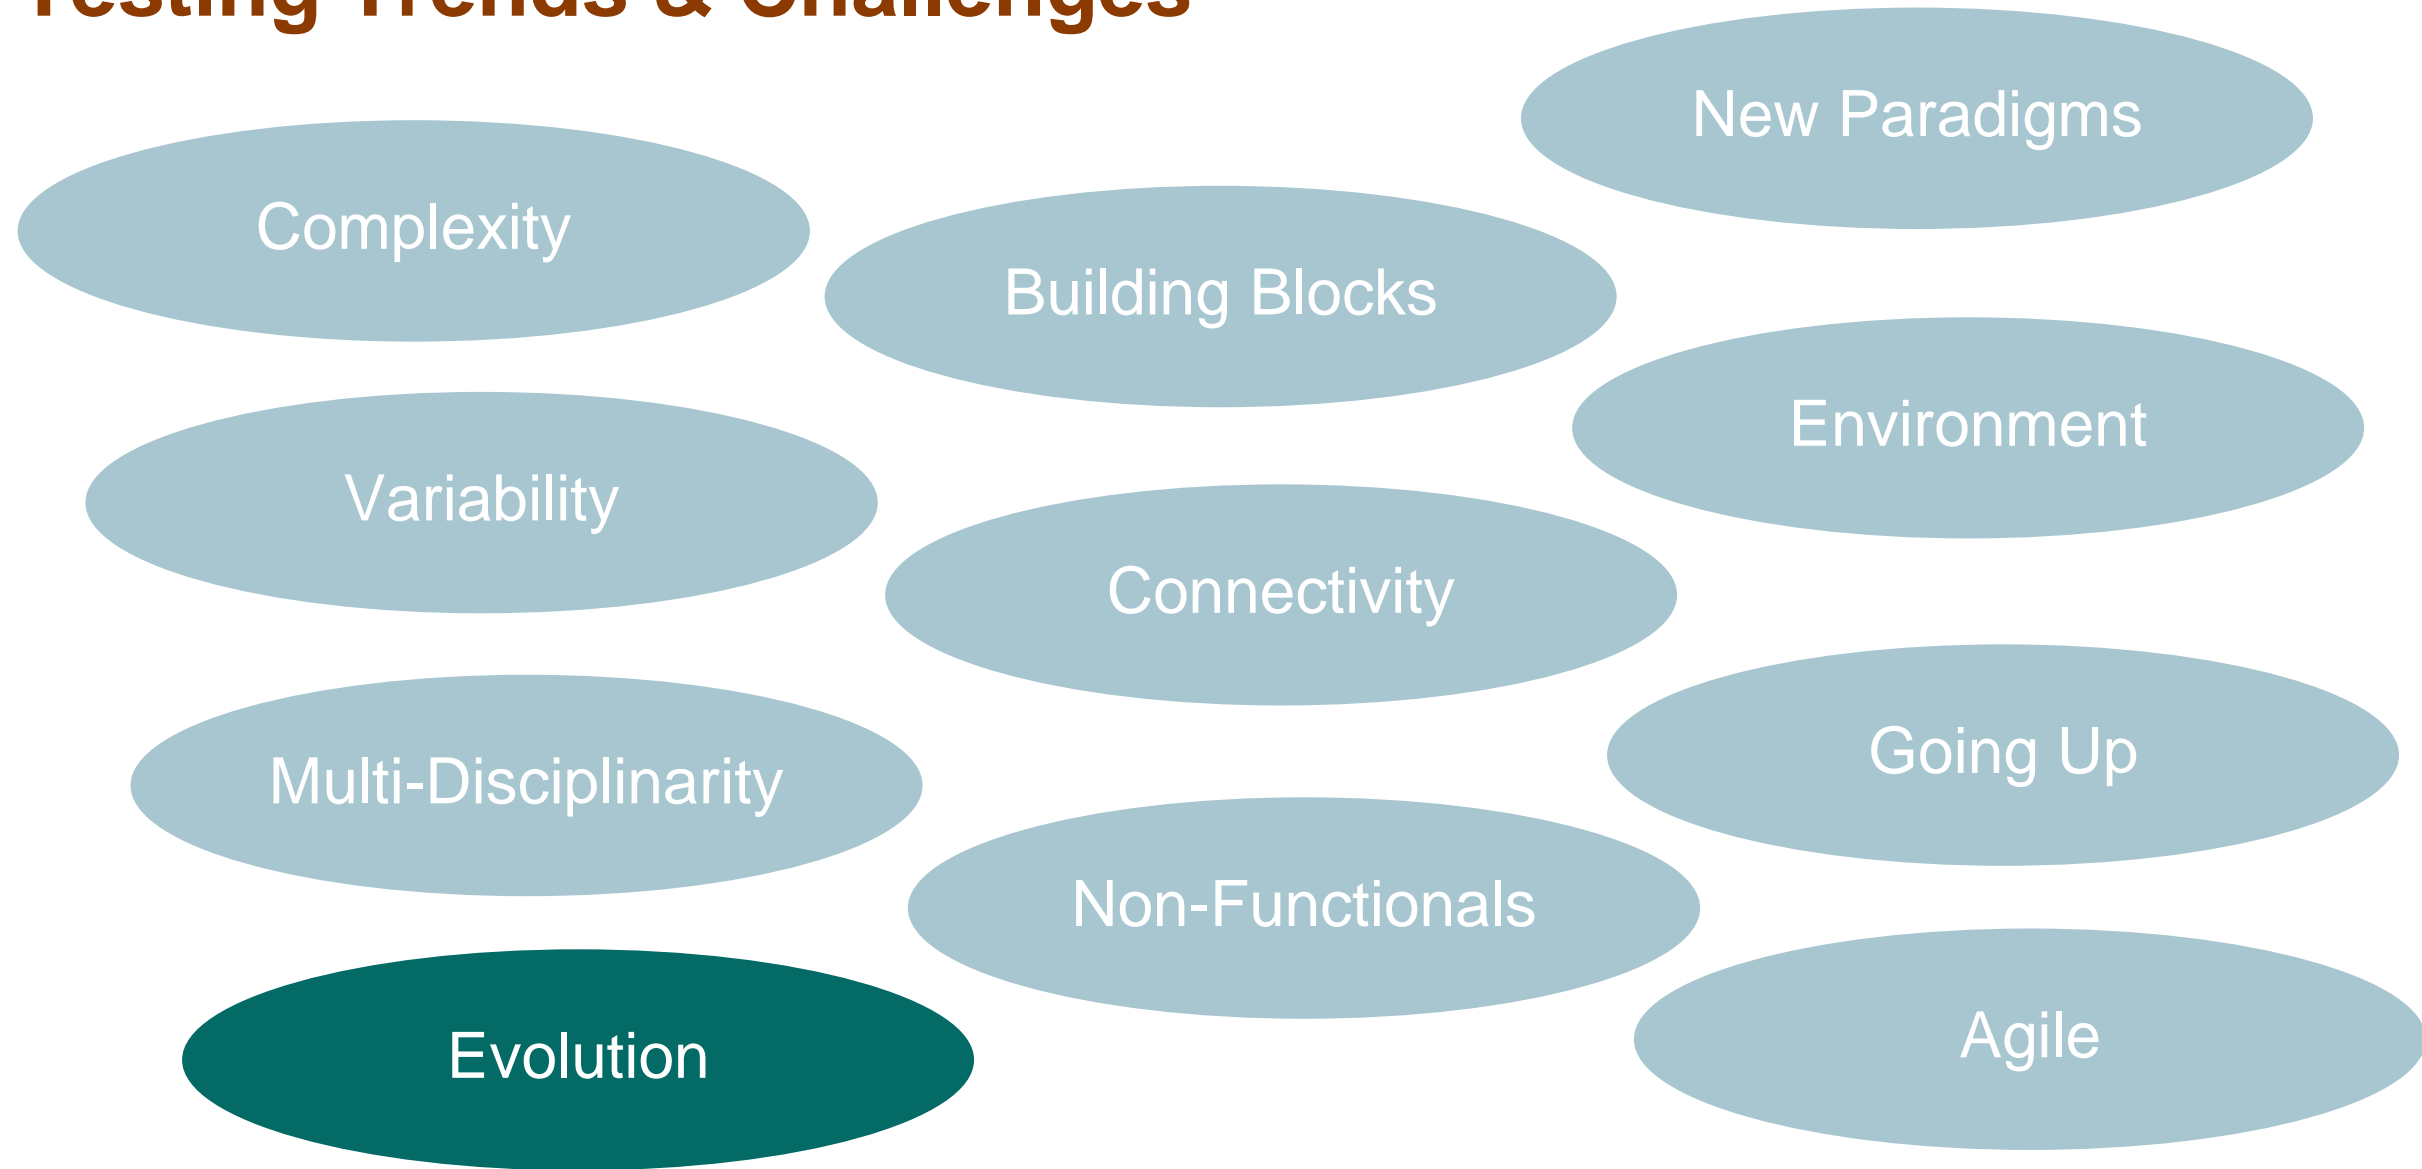 Testing Trends & Challenges
New Paradigms
Complexity
Building Blocks
Environment
Variability
Connectivity
Going Up
Multi-Disciplinarity
Non-Functionals
Agile
Evolution